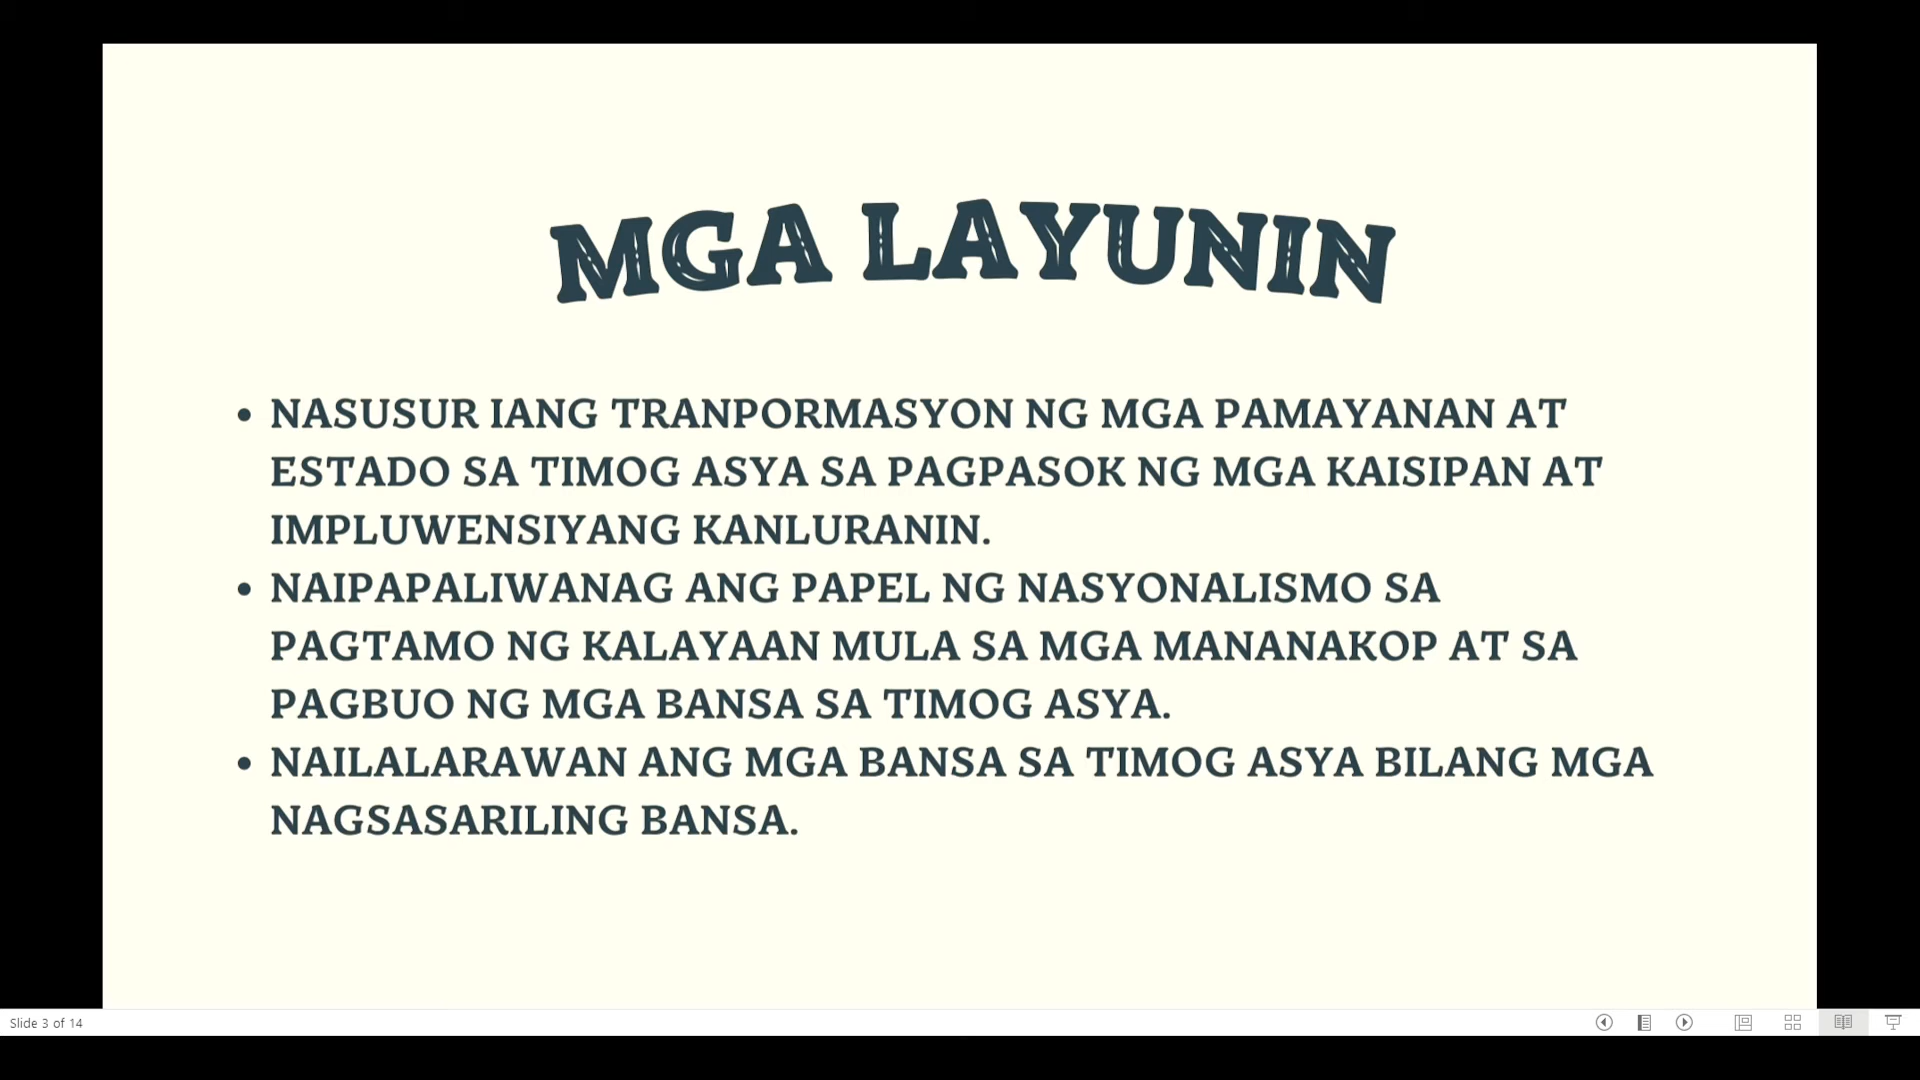 MGA LAYUNIN
• NASUSUR IANG TRANPORMASYON NG MGA PAMAYANAN AT
ESTADO SA TIMOG ASYA SA PAGPASOK NG MGA KAISIPAN AT
IMPLUWENSIYANG KANLURANIN.
• NAIPAPALIWANAG ANG PAPEL NG NASYONALISMO SA
PAGTAMO NG KALAYAAN MULA SA MGA MANANAKOP AT SA
PAGBUO NG MGA BANSA SA TIMOG ASYA.
• NAILALARAWAN ANG MGA BANSA SA TIMOG ASYA BILANG MGA
NAGSASARILING BANSA.
Slide 3 of 14